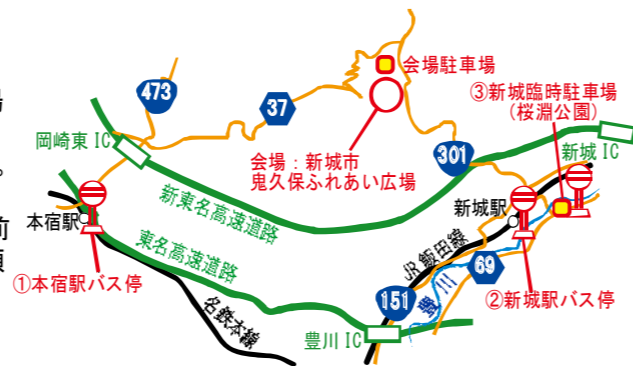 場
。
前
頃
473
37
301
151
69
会場駐車場
③新城臨時駐車場
(桜淵公園)
岡崎東 IC
会場：新城市
鬼久保ふれあい広場
新城 IC
新東名高速道路
新城駅
本宿駅
東名高速道路
JR飯田線
①本宿駅バス停
豊川
②新城駅バス停
名鉄本線
豊川 IC